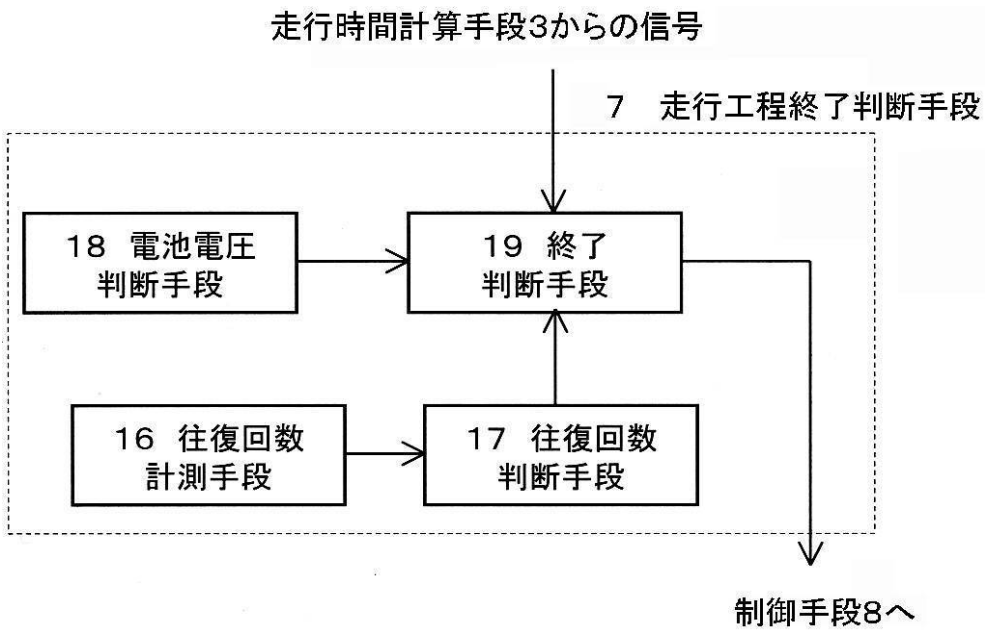 走行時間計算手段3からの信号
7 走行工程終了判断手段
18 電池電圧
判断手段
19 終了
判断手段
16 往復回数
計測手段
17 往復回数
判断手段
制御手段8へ